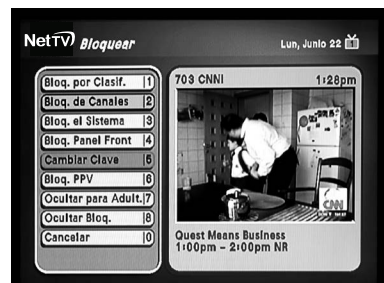 NetTV Bloquear
Lun, Junio 22 1
Bloq. por Clasif. 1
Bloq. de Canales 2
Bloq. el Sistema 3
Bloq. Panel Front 4
Cambiar Clave 5
Bloq. PPV 6
Ocultar para Adult. 7
Ocultar Bloq. 8
Cancelar 0
703 CNNI 1:28pm
CNN
Quest Means Business
1:00pm - 2:00pm NR